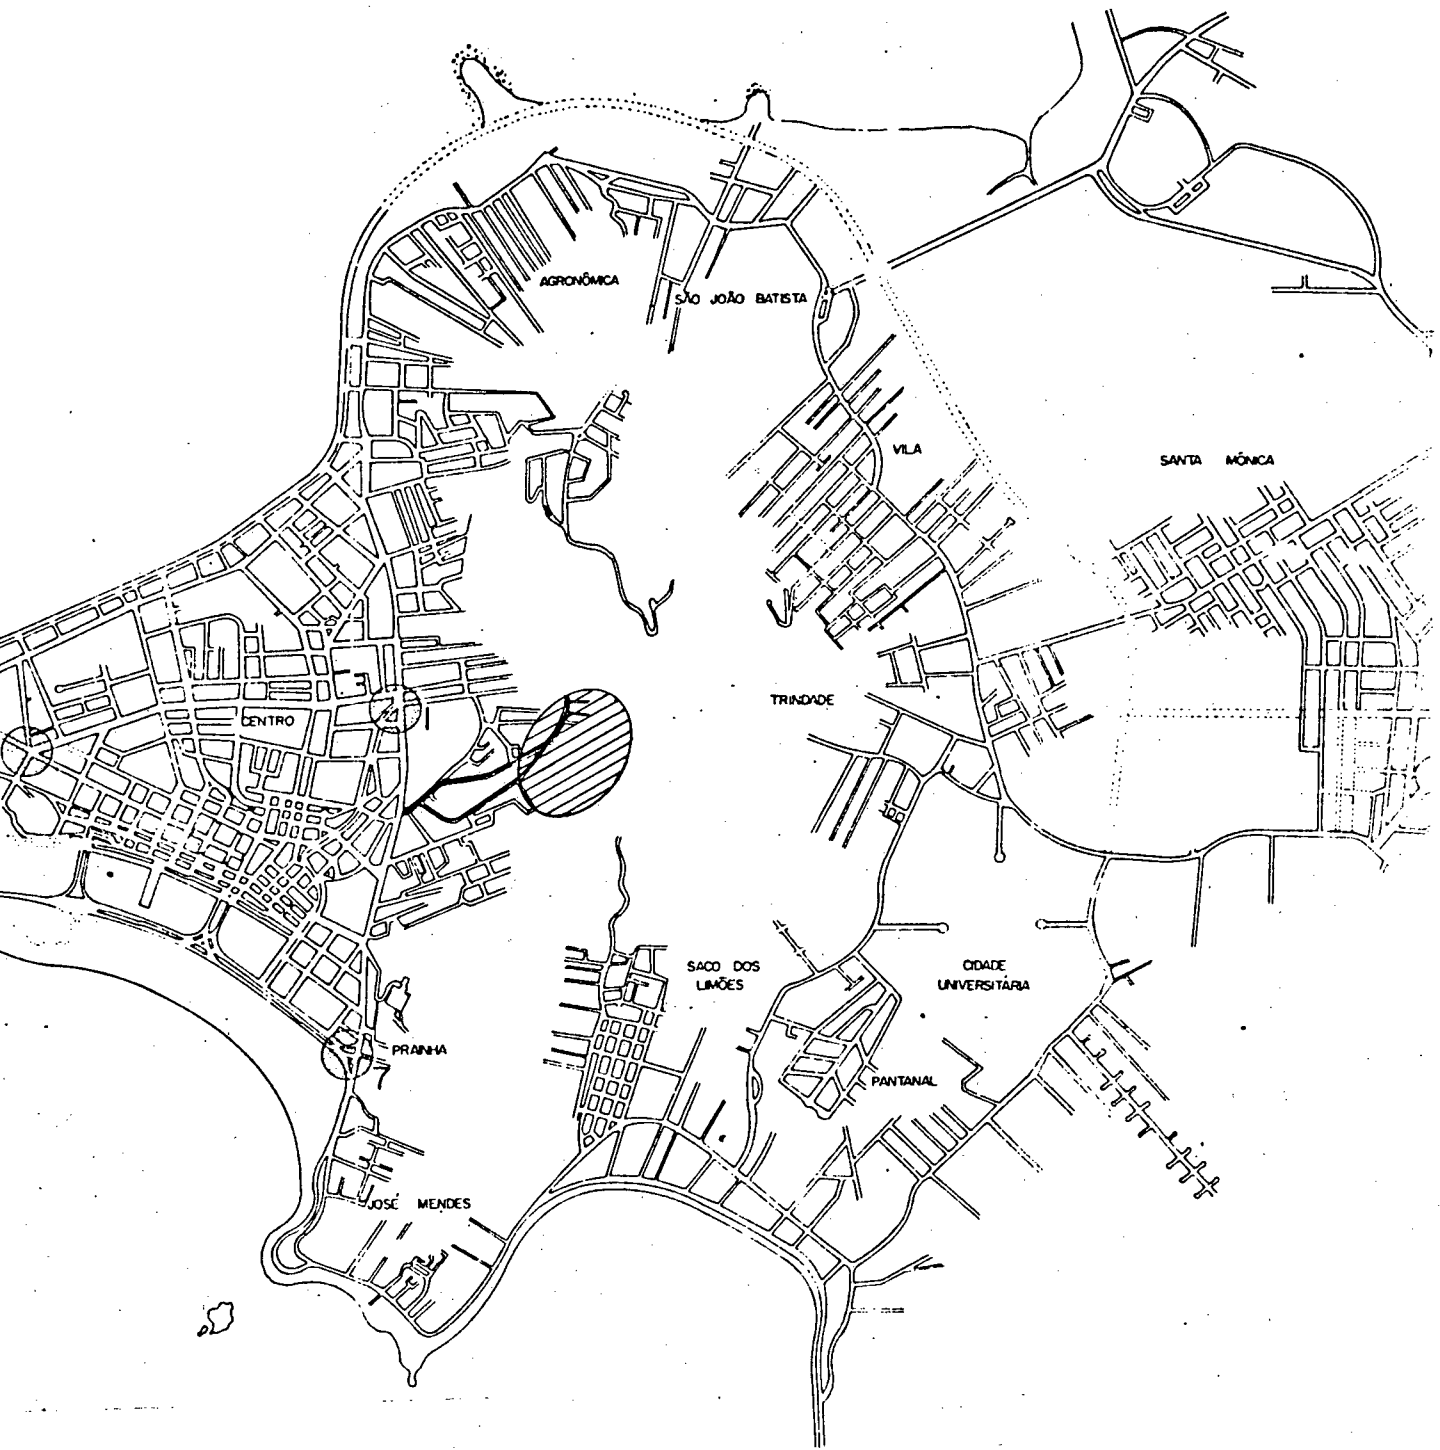 AGRONÔMICA
SÃO JOÃO BATISTA
VILA
SANTA MÔNICA
TRINDADE
CENTRO
SACO DOS
LIMÕES
CIDADE
UNIVERSITÁRIA
PRAINHA
PANTANAL
JOSÉ MENDES